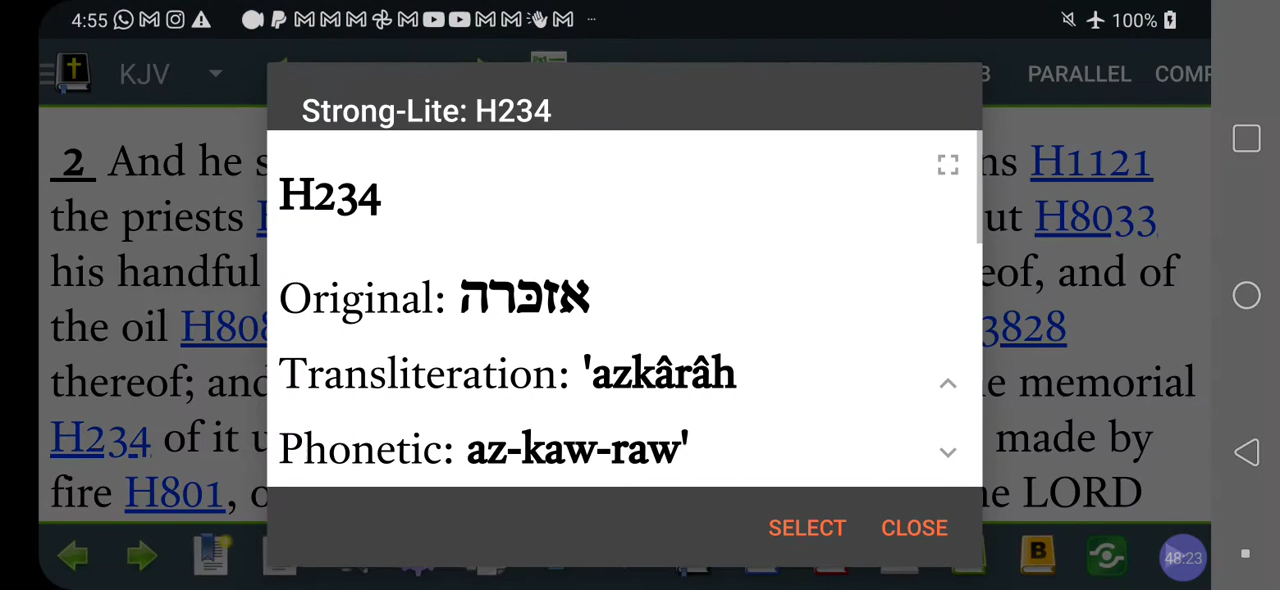 4:55 100%
KJV B PARALLEL COMP
Strong-Lite: H234
H234
Original: אזכּרה
Transliteration: 'azkârâh
Phonetic: az-kaw-raw'
SELECT CLOSE
2 And he s ns H1121
the priests ut H8033
his handful eof, and of
the oil H808 3828
thereof; and e memorial
H234 of it u made by
fire H801, o e LORD
B 48:23